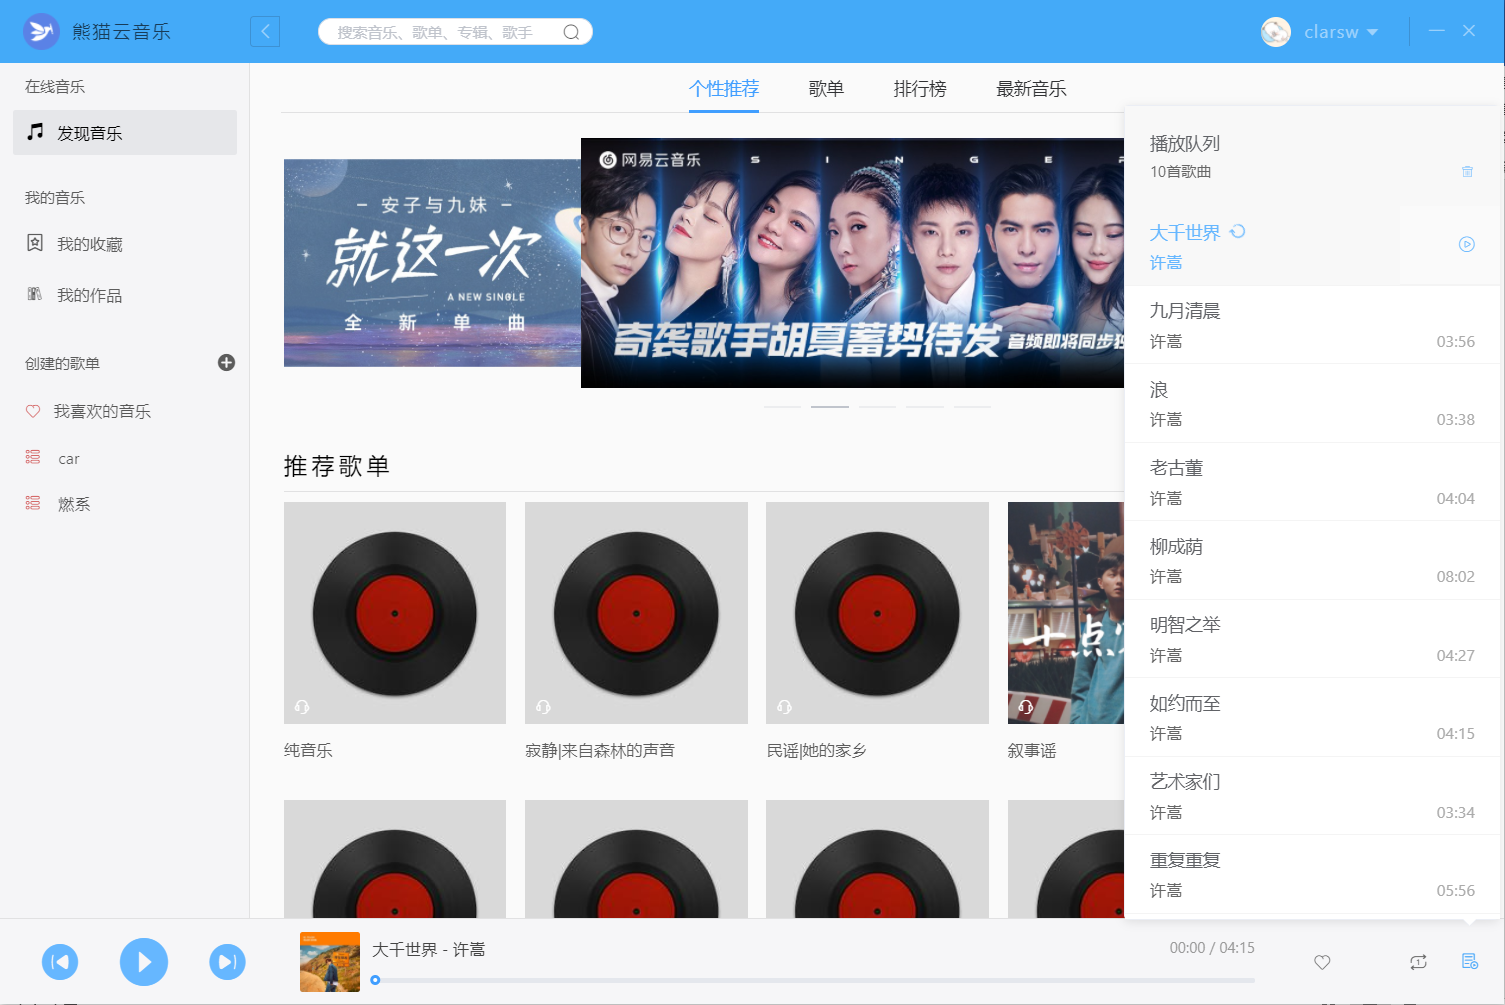 熊猫云音乐
搜索音乐、歌单、专辑、歌手
clarsw
在线音乐
发现音乐
我的音乐
我的收藏
我的作品
创建的歌单
我喜欢的音乐
car
燃系
个性推荐
歌单
排行榜
最新音乐
安子与九妹
就这一次
A NEW SINGLE
全新单曲
网易云音乐
SINGER
奇袭歌手胡夏蓄势待发
音频即将同步独
推荐歌单
纯音乐
寂静|来自森林的声音
民谣|她的家乡
叙事谣
播放队列
10首歌曲
大千世界
许嵩
九月清晨
许嵩 03:56
浪
许嵩 03:38
老古董
许嵩 04:04
柳成荫
许嵩 08:02
明智之举
许嵩 04:27
如约而至
许嵩 04:15
艺术家们
许嵩 03:34
重复重复
许嵩 05:56
大千世界 - 许嵩
00:00 / 04:15